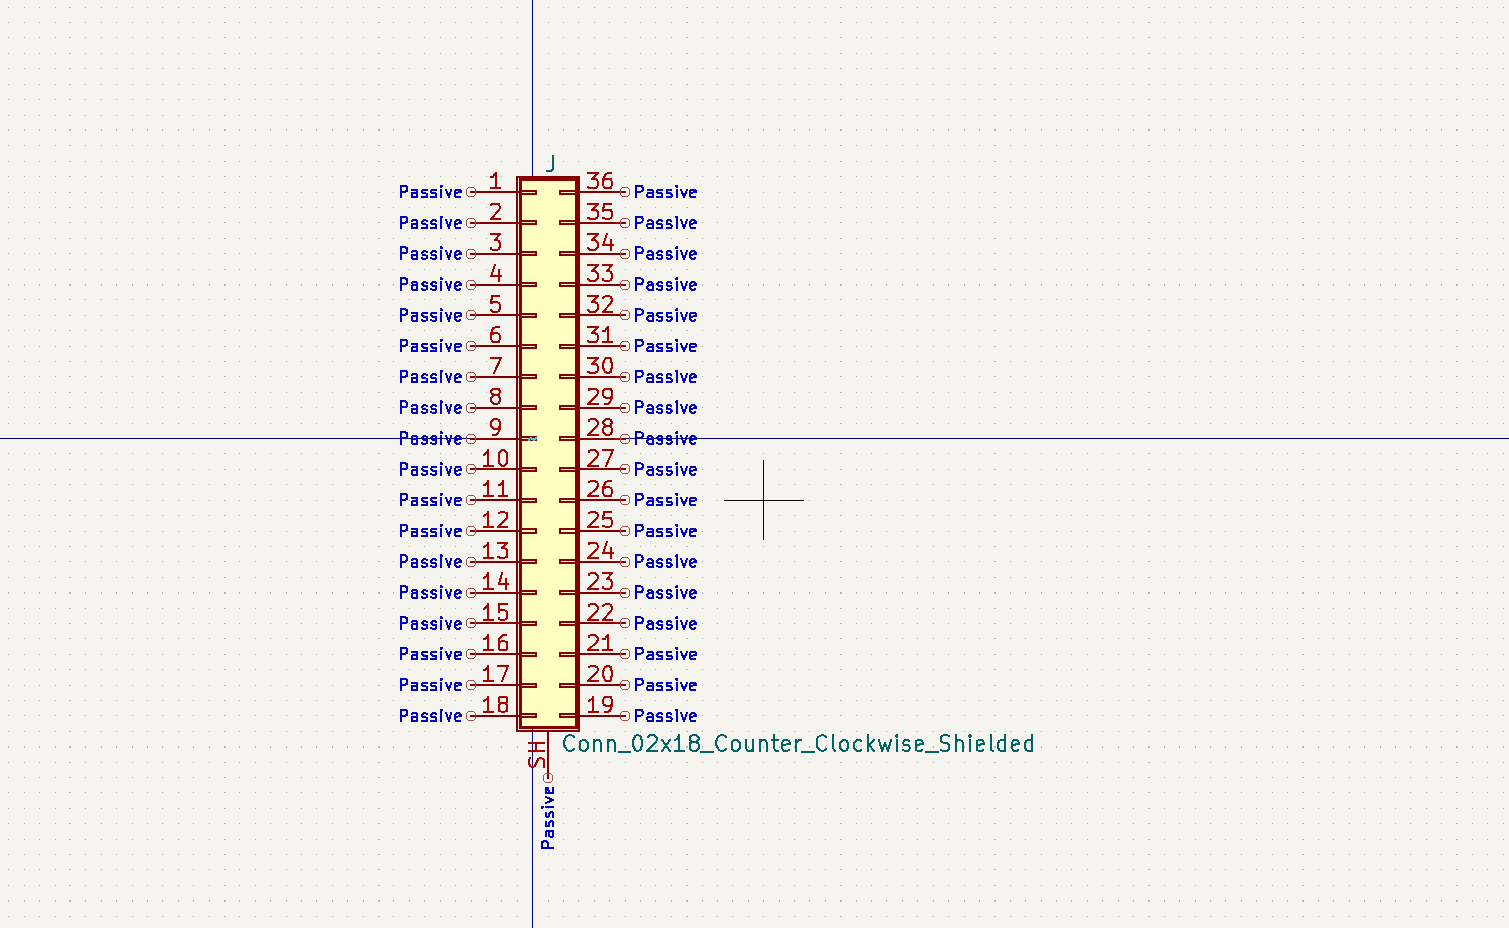 J
Passive 1 36 Passive
Passive 2 35 Passive
Passive 3 34 Passive
Passive 4 33 Passive
Passive 5 32 Passive
Passive 6 31 Passive
Passive 7 30 Passive
Passive 8 29 Passive
Passive 9 28 Passive
Passive 10 27 Passive
Passive 11 26 Passive
Passive 12 25 Passive
Passive 13 24 Passive
Passive 14 23 Passive
Passive 15 22 Passive
Passive 16 21 Passive
Passive 17 20 Passive
Passive 18 19 Passive
SH
Conn_02x18_Counter_Clockwise_Shielded
Passive